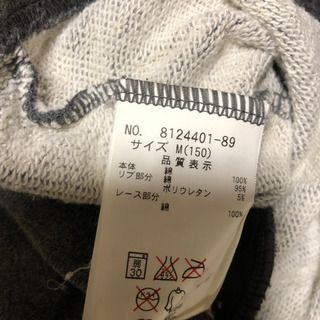 NO. 8124401-89
サイズ M(150)
品質表示
本体 綿 100%
リブ部分 綿 95%
ポリウレタン 5%
レース部分
綿 100%
30